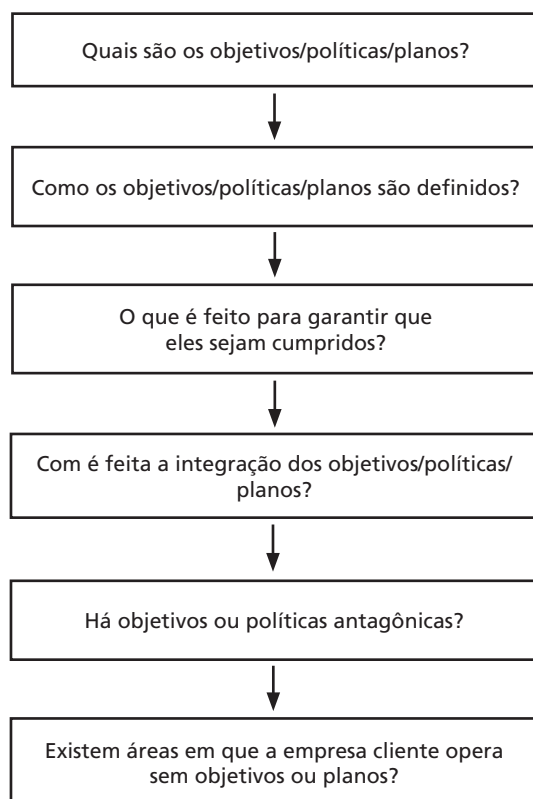 Quais são os objetivos/políticas/planos?
Como os objetivos/políticas/planos são definidos?
O que é feito para garantir que
eles sejam cumpridos?
Com é feita a integração dos objetivos/políticas/
planos?
Há objetivos ou políticas antagônicas?
Existem áreas em que a empresa cliente opera
sem objetivos ou planos?